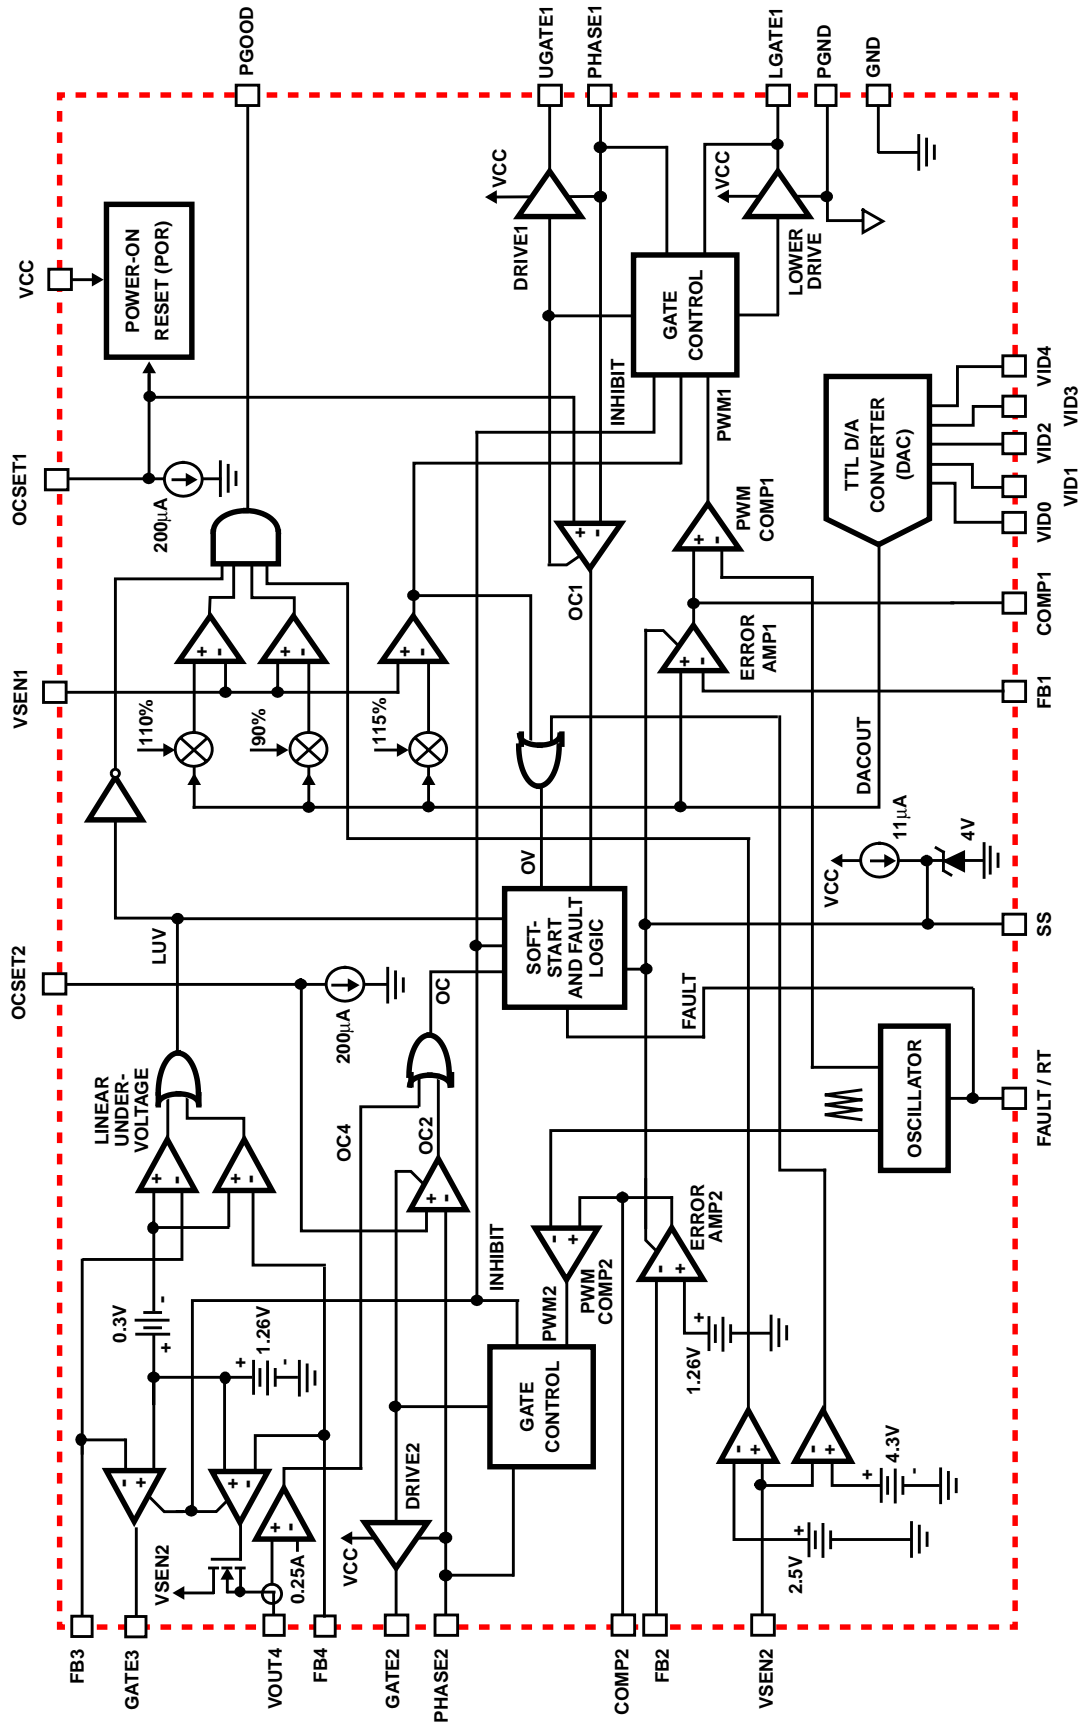 OCSET2
VSEN1
OCSET1
VCC
FB3
GATE3
VOUT4
FB4
GATE2
PHASE2
COMP2
FB2
VSEN2
PGOOD
UGATE1
PHASE1
LGATE1
PGND
GND
FAULT / RT
SS
FB1
COMP1
VID0
VID1
VID2
VID3
VID4
0.3V
+
-
1.26V
+
-
LINEAR
UNDER-
VOLTAGE
+
-
+
-
LUV
-
+
+
-
+
-
VSEN2
0.25A
OC4
VCC
DRIVE2
OC2
+
-
OC
200µA
INHIBIT
GATE
CONTROL
PWM2
PWM
COMP2
-
+
ERROR
AMP2
-
+
1.26V
+
-
-
+
-
+
2.5V
+
4.3V
+
-
OSCILLATOR
FAULT
SOFT-
START
AND FAULT
LOGIC
OV
OC1
110%
90%
115%
+
-
+
-
+
-
200µA
POWER-ON
RESET (POR)
+
-
DRIVE1
VCC
INHIBIT
GATE
CONTROL
PWM1
VCC
LOWER
DRIVE
PWM
COMP1
+
-
ERROR
AMP1
+
-
TTL D/A
CONVERTER
(DAC)
DACOUT
VCC
11µA
4V